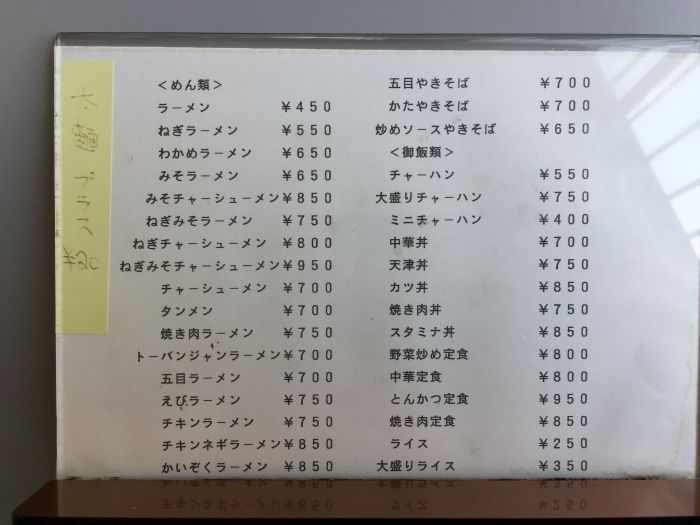 <めん類>
ラーメン ¥450
ねぎラーメン ¥550
わかめラーメン ¥650
みそラーメン ¥650
みそチャーシューメン ¥850
ねぎみそラーメン ¥750
ねぎチャーシューメン ¥800
ねぎみそチャーシューメン ¥950
チャーシューメン ¥700
タンメン ¥700
焼き肉ラーメン ¥750
トーバンジャンラーメン ¥700
五目ラーメン ¥700
えびラーメン ¥750
チキンラーメン ¥750
チキンネギラーメン ¥850
かいぞくラーメン ¥850
五目やきそば ¥700
かたやきそば ¥700
炒めソースやきそば ¥650
<御飯類>
チャーハン ¥550
大盛りチャーハン ¥750
ミニチャーハン ¥400
中華丼 ¥700
天津丼 ¥750
カツ丼 ¥850
焼き肉丼 ¥750
スタミナ丼 ¥850
野菜炒め定食 ¥800
中華定食 ¥800
とんかつ定食 ¥950
焼き肉定食 ¥850
ライス ¥250
大盛りライス ¥350